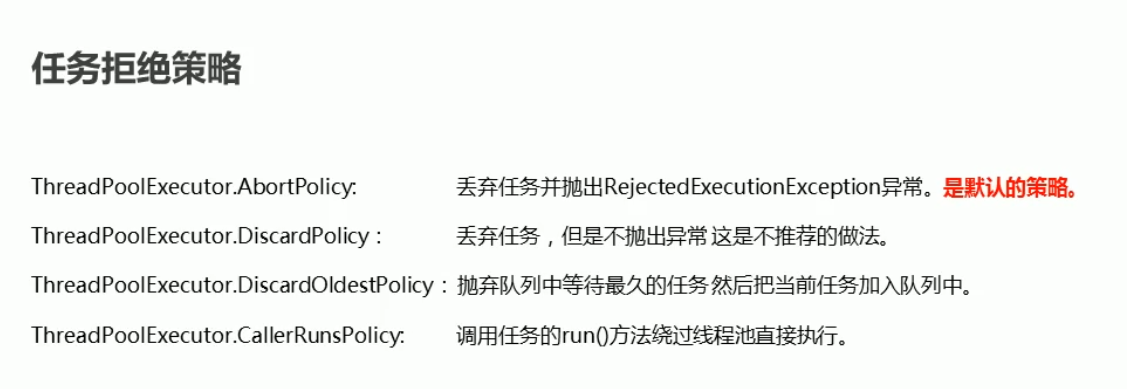 任务拒绝策略
ThreadPoolExecutor.AbortPolicy: 丢弃任务并抛出RejectedExecutionException异常。是默认的策略。
ThreadPoolExecutor.DiscardPolicy： 丢弃任务，但是不抛出异常 这是不推荐的做法。
ThreadPoolExecutor.DiscardOldestPolicy： 抛弃队列中等待最久的任务 然后把当前任务加入队列中。
ThreadPoolExecutor.CallerRunsPolicy: 调用任务的run()方法绕过线程池直接执行。